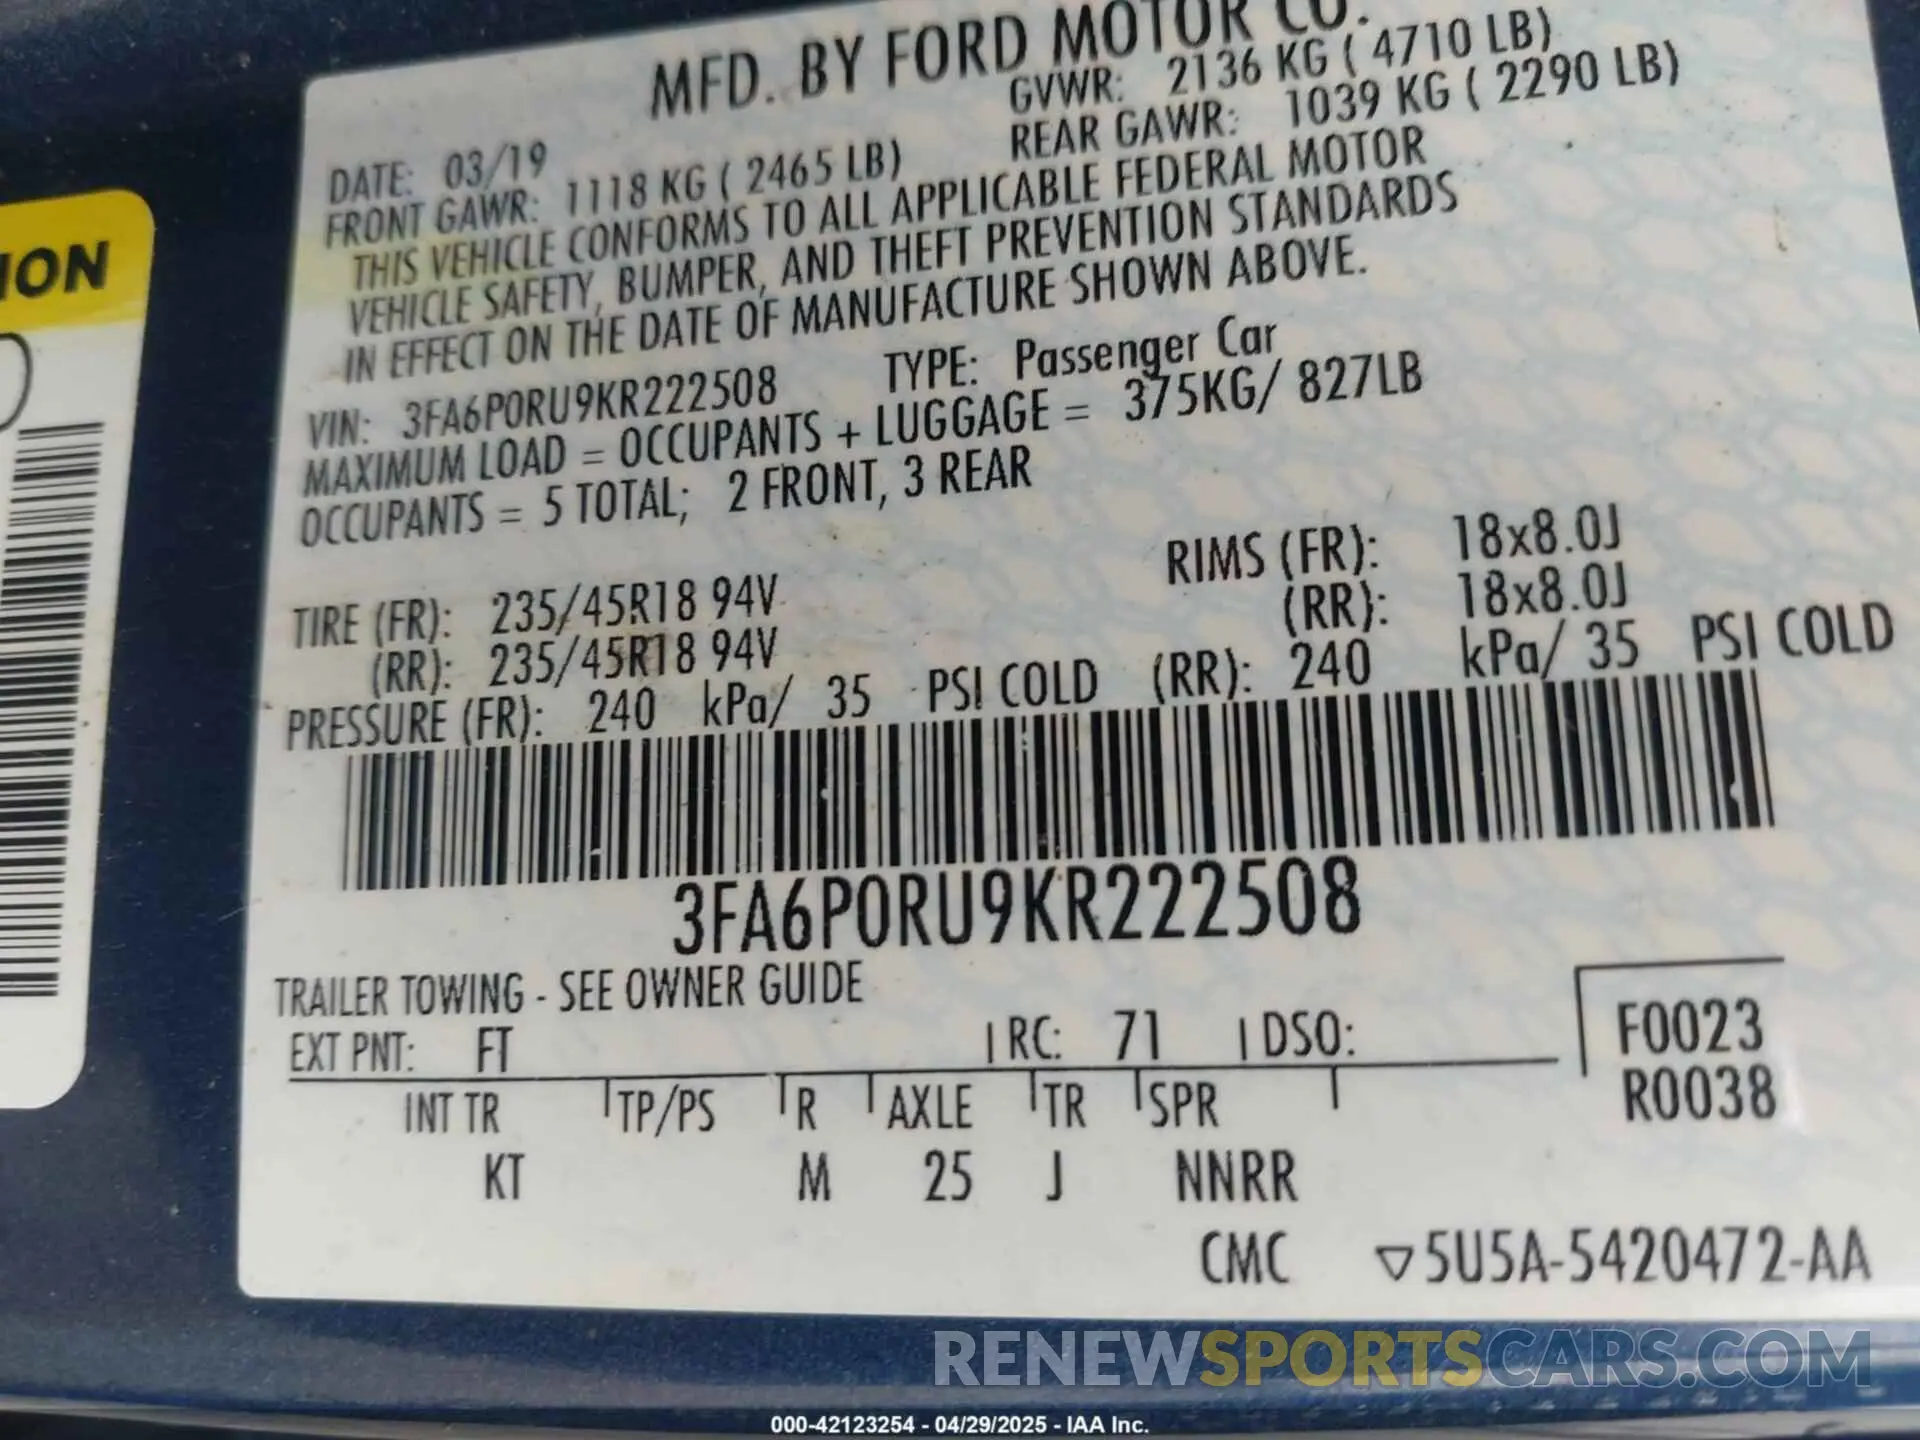 MFD. BY FORD MOTOR CO.
DATE: 03/19 GVWR: 2136 KG ( 4710 LB)
FRONT GAWR: 1118 KG ( 2465 LB) REAR GAWR: 1039 KG ( 2290 LB)
THIS VEHICLE CONFORMS TO ALL APPLICABLE FEDERAL MOTOR
VEHICLE SAFETY, BUMPER, AND THEFT PREVENTION STANDARDS
IN EFFECT ON THE DATE OF MANUFACTURE SHOWN ABOVE.
VIN: 3FA6P0RU9KR222508 TYPE: Passenger Car
MAXIMUM LOAD = OCCUPANTS + LUGGAGE = 375KG/ 827LB
OCCUPANTS = 5 TOTAL; 2 FRONT, 3 REAR
TIRE (FR): 235/45R18 94V RIMS (FR): 18x8.0J
(RR): 235/45R18 94V (RR): 18x8.0J
PRESSURE (FR): 240 kPa/ 35 PSI COLD (RR): 240 kPa/ 35 PSI COLD
3FA6P0RU9KR222508
TRAILER TOWING - SEE OWNER GUIDE
EXT PNT: FT RC: 71 DSO: F0023
R0038
INT TR TP/PS R AXLE TR SPR
KT M 25 J NNRR
CMC ▽5U5A-5420472-AA
ION
RENEWSPORTSCARS.COM
000-42123254 - 04/29/2025 - IAA Inc.